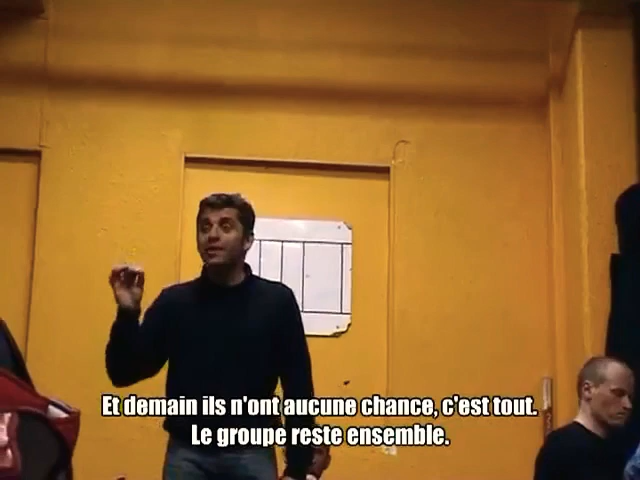 Et demain ils n'ont aucune chance, c'est tout.
Le groupe reste ensemble.